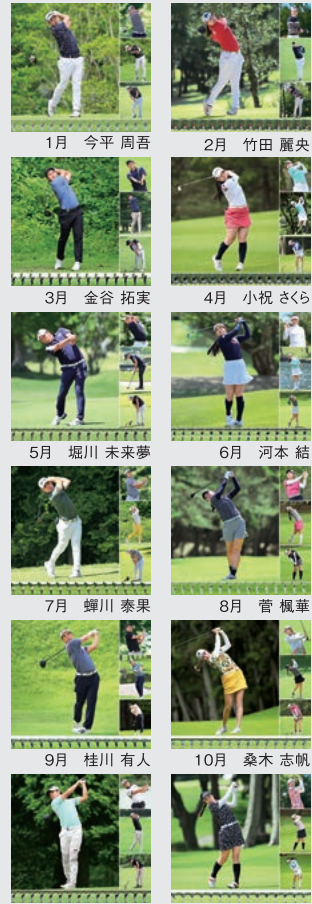 1月 今平 周吾
2月 竹田 麗央
3月 金谷 拓実
4月 小祝 さくら
5月 堀川 未来夢
6月 河本 結
7月 蟬川 泰果
8月 菅 楓華
9月 桂川 有人
10月 桑木 志帆